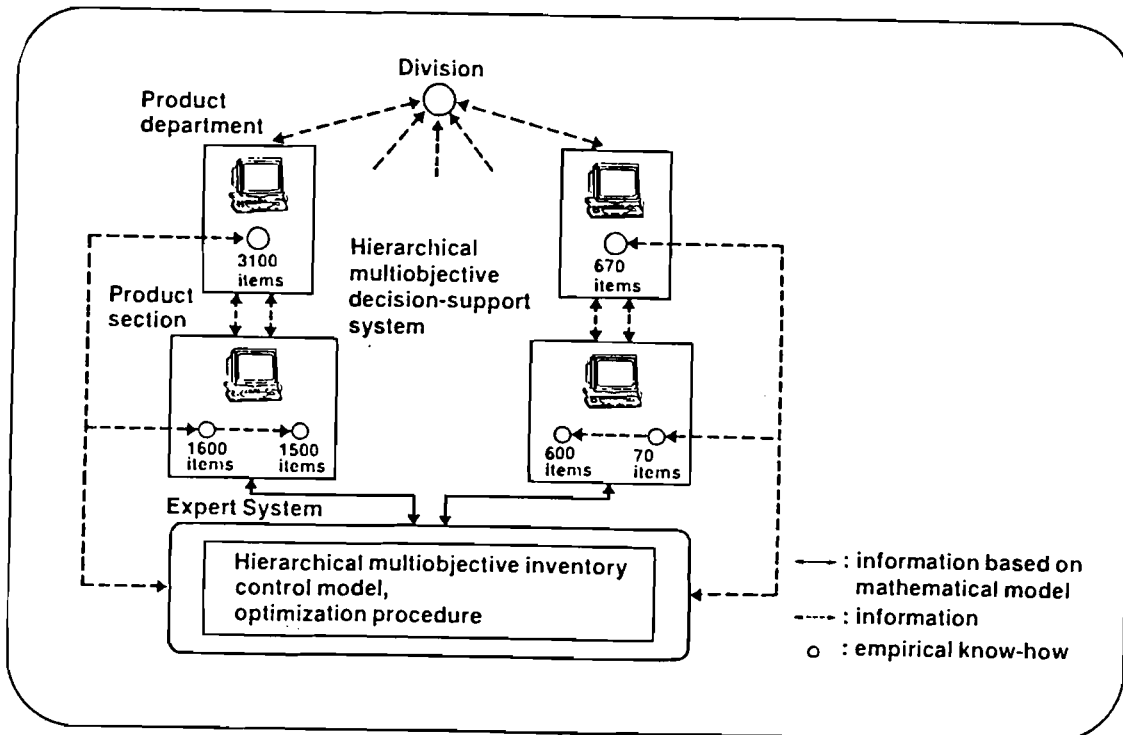 Division
Product
department
3100
items
670
items
Hierarchical
multiobjective
decision-support
system
Product
section
1600
items
1500
items
600
items
70
items
Expert System
Hierarchical multiobjective inventory
control model,
optimization procedure
: information based on
mathematical model
: information
: empirical know-how